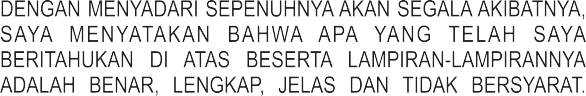 DENGAN MENYADARI SEPENUHNYA AKAN SEGALA AKIBATNYA,
SAYA MENYATAKAN BAHWA APA YANG TELAH SAYA
BERITAHUKAN DI ATAS BESERTA LAMPIRAN-LAMPIRANNYA
ADALAH BENAR, LENGKAP, JELAS DAN TIDAK BERSYARAT.